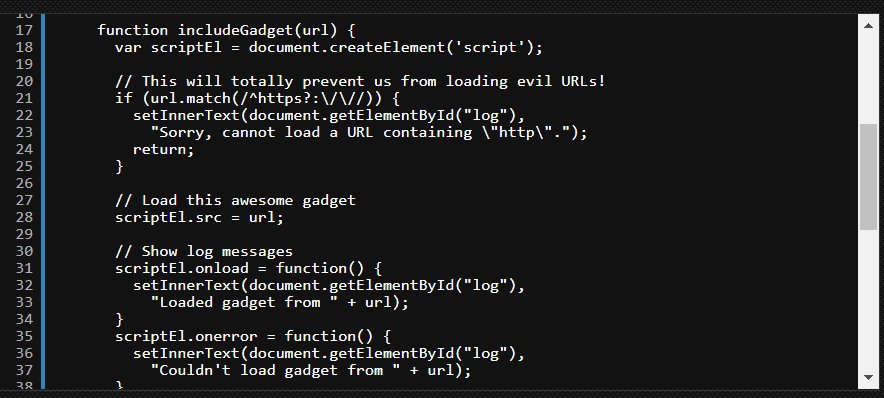 17 function includeGadget(url) {
18 var scriptEl = document.createElement('script');
19
20 // This will totally prevent us from loading evil URLs!
21 if (url.match(/^https?:\/\//)) {
22 setInnerText(document.getElementById("log"),
23 "Sorry, cannot load a URL containing \"http\".");
24 return;
25 }
26
27 // Load this awesome gadget
28 scriptEl.src = url;
29
30 // Show log messages
31 scriptEl.onload = function() {
32 setInnerText(document.getElementById("log"),
33 "Loaded gadget from " + url);
34 }
35 scriptEl.onerror = function() {
36 setInnerText(document.getElementById("log"),
37 "Couldn't load gadget from " + url);
38 }